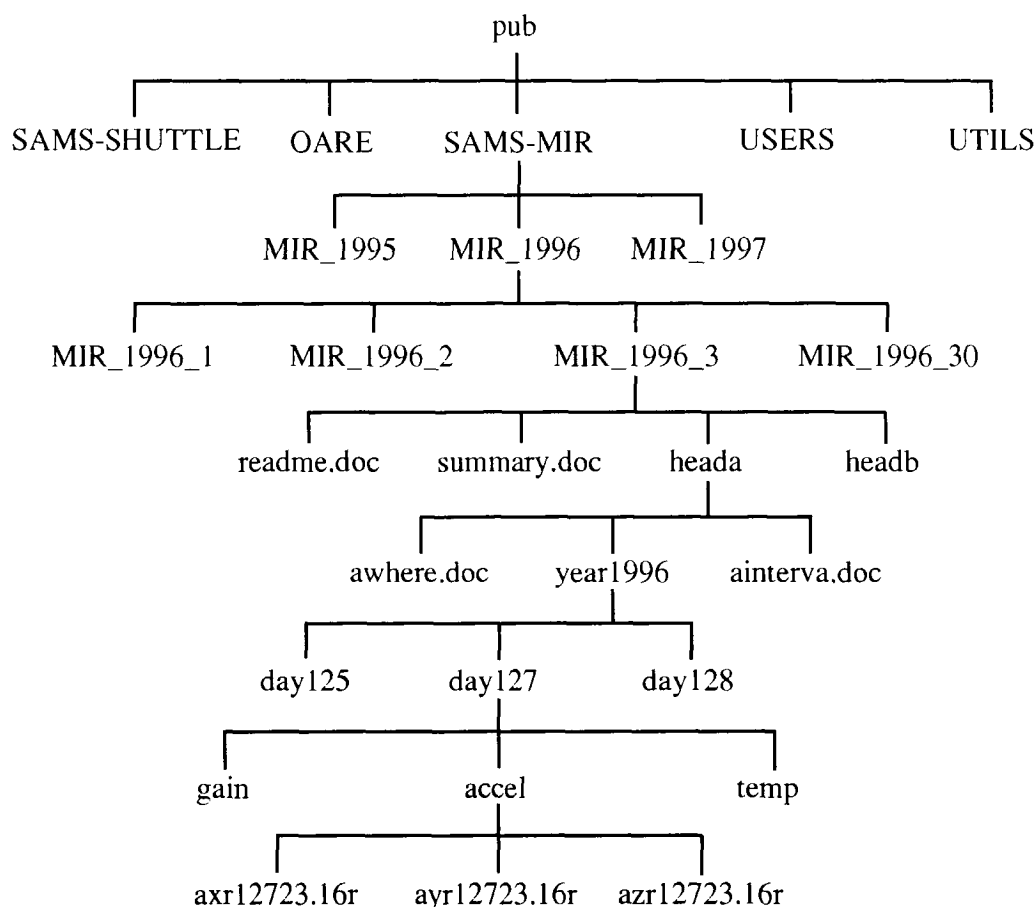 pub
SAMS-SHUTTLE OARE SAMS-MIR USERS UTILS
MIR_1995 MIR_1996 MIR_1997
MIR_1996_1 MIR_1996_2 MIR_1996_3 MIR_1996_30
readme.doc summary.doc heada headb
awhere.doc year1996 ainterva.doc
day125 day127 day128
gain accel temp
axr12723.16r ayr12723.16r azr12723.16r